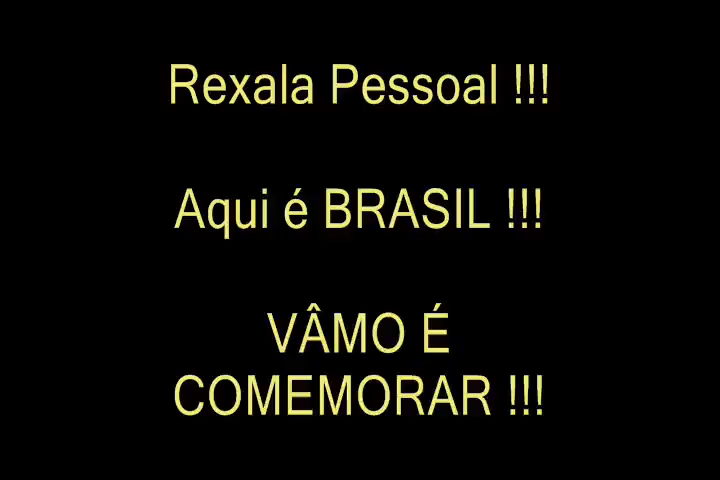 Rexala Pessoal !!!
Aqui é BRASIL !!!
VÂMO É
COMEMORAR !!!